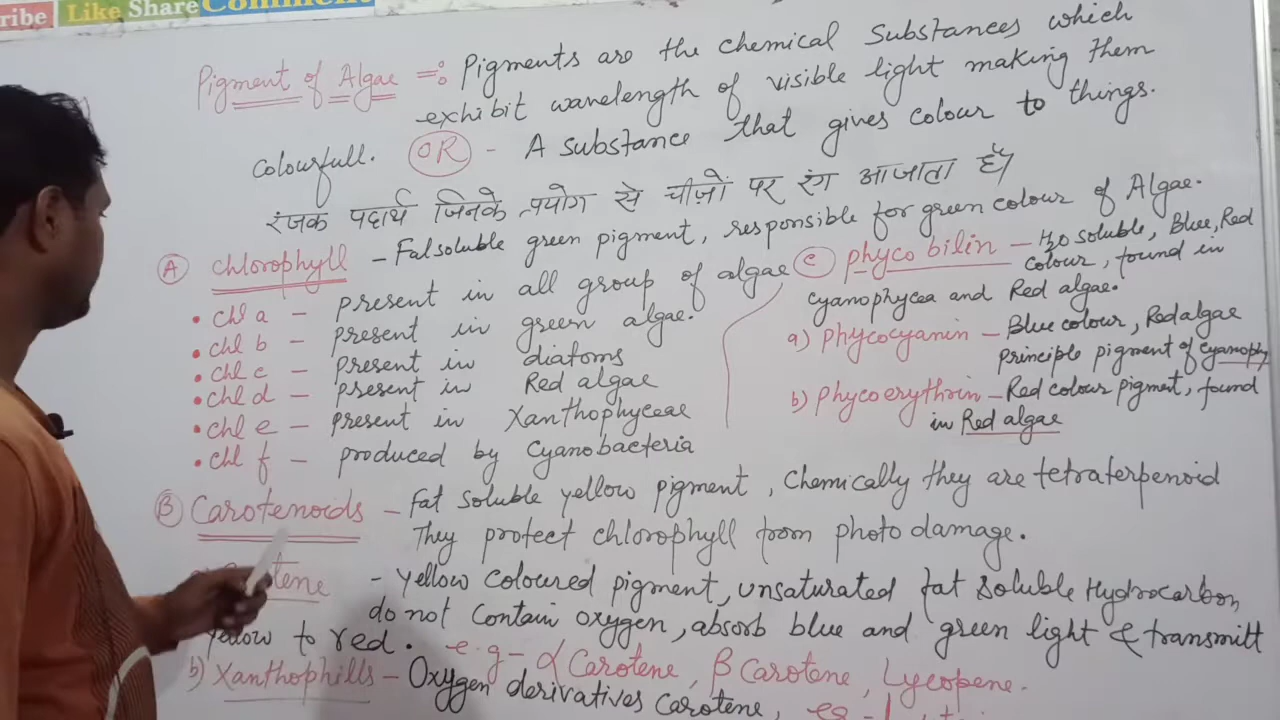 ribe Like Share Comment
Pigment of Algae =: Pigments are the chemical substances which
exhibit wavelength of visible light making them
colourfull. OR - A substance that gives colour to things.
रंजक पदार्थ जिनके प्रयोग से चीज़ों पर रंग आजाता है।
A chlorophyll - Fat soluble green pigment, responsible for green colour of Algae.
• chl a - present in all group of algae
• chl b - present in green algae.
• chl c - present in diatoms
• chl d - present in Red algae
• chl e - present in Xanthophyceae
• chl f - produced by Cyanobacteria
C phyco bilin - H2O soluble, Blue, Red
colour, found in
cyanophycea and Red algae.
a) Phycocyanin - Blue colour, Red algae
principle pigment of cyanophy
b) Phycoerythrin - Red colour pigment, found
in Red algae
B Carotenoids - Fat soluble yellow pigment, Chemically they are tetraterpenoid
They protect chlorophyll from photo damage.
tene - Yellow coloured pigment, unsaturated fat soluble Hydrocarbon,
do not contain oxygen, absorb blue and green light & transmitt
Yellow to red. e.g - α Carotene, β Carotene, Lycopene.
b) Xanthophills - Oxygen derivatives carotene, eg -